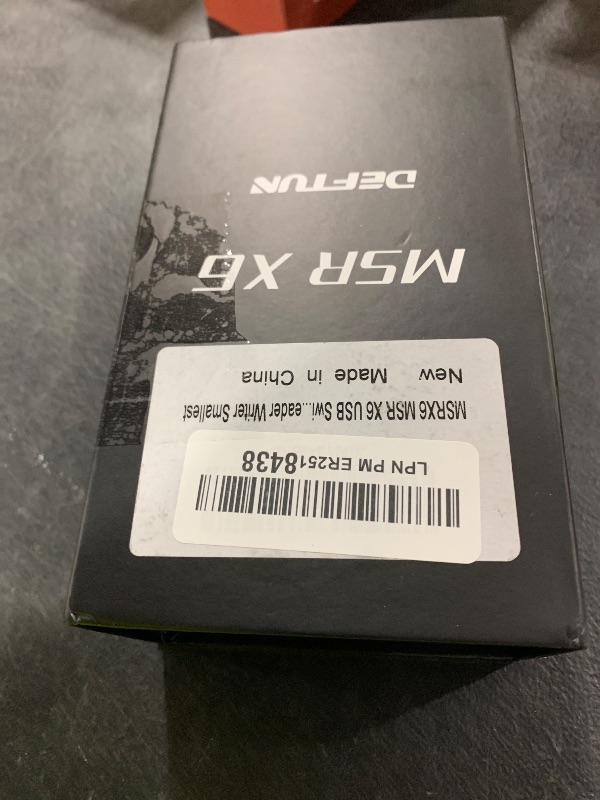 LPN PM ER2518438
MSRX6 MSR X6 USB Swi...eader Writer Smallest
New Made in China
MSR X6
DEFTUN